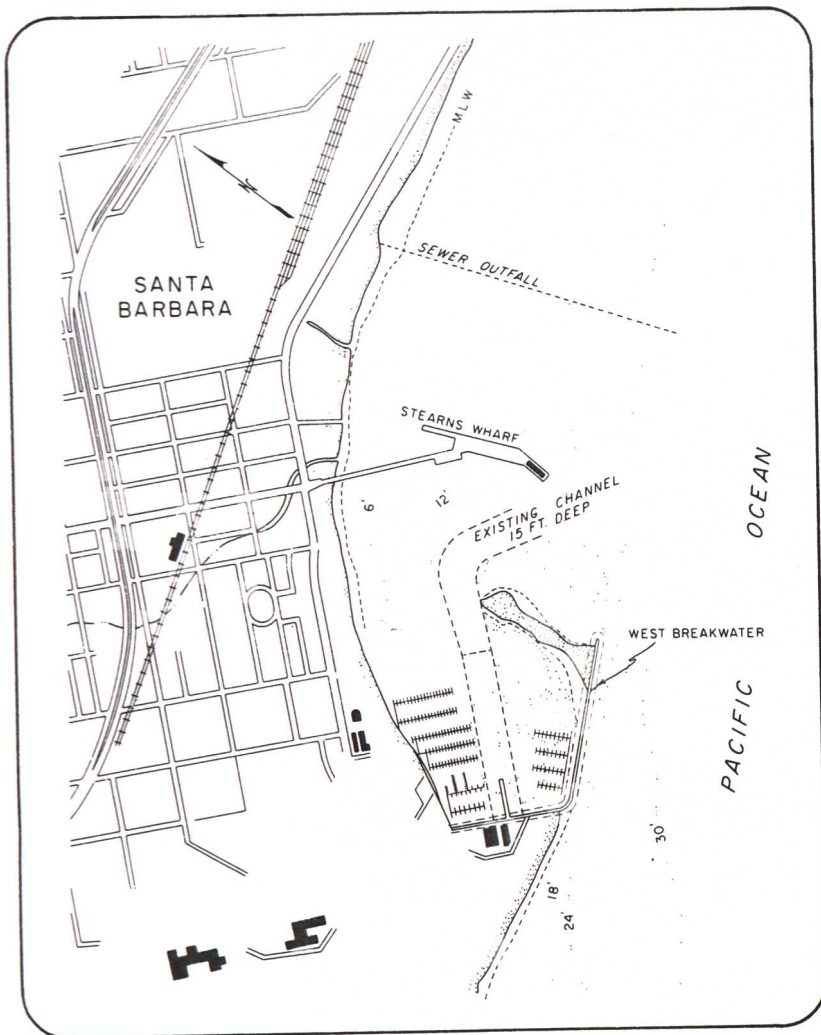 M L W
N
SANTA
BARBARA
SEWER OUTFALL
STEARNS WHARF
6'
12'
EXISTING CHANNEL
15 FT. DEEP
OCEAN
WEST BREAKWATER
PACIFIC
30'
18'
24'